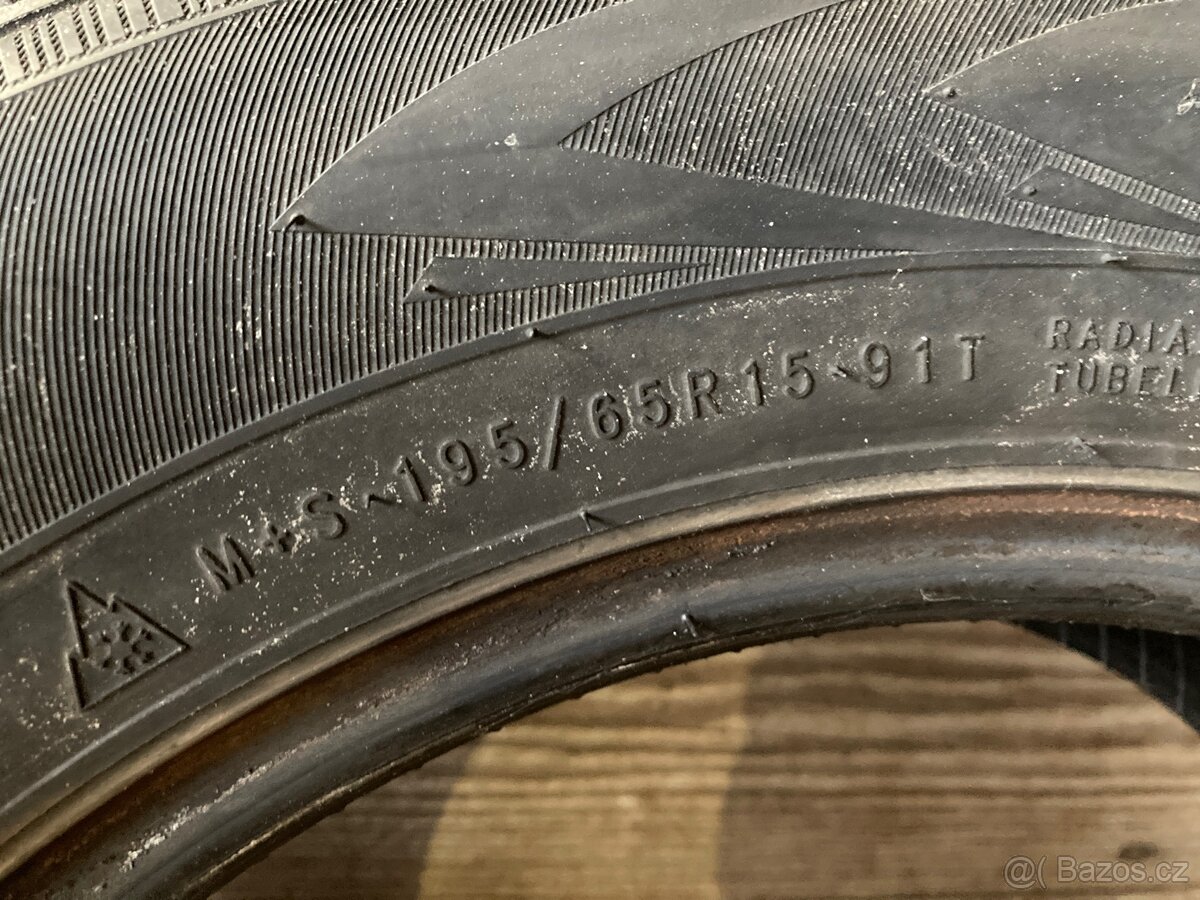 M+S 195/65R15 91T
RADIA
TUBEL
@( Bazos.cz